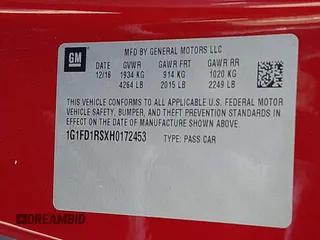 GM
MFD BY GENERAL MOTORS LLC
DATE GVWR GAWR FRT GAWR RR
12/16 1934 KG 914 KG 1020 KG
4264 LB 2015 LB 2249 LB
THIS VEHICLE CONFORMS TO ALL APPLICABLE U.S. FEDERAL MOTOR
VEHICLE SAFETY, BUMPER, AND THEFT PREVENTION STANDARDS
IN EFFECT ON THE DATE OF MANUFACTURE SHOWN ABOVE.
1G1FD1RSXH0172453 TYPE: PASS CAR
DREAMBID